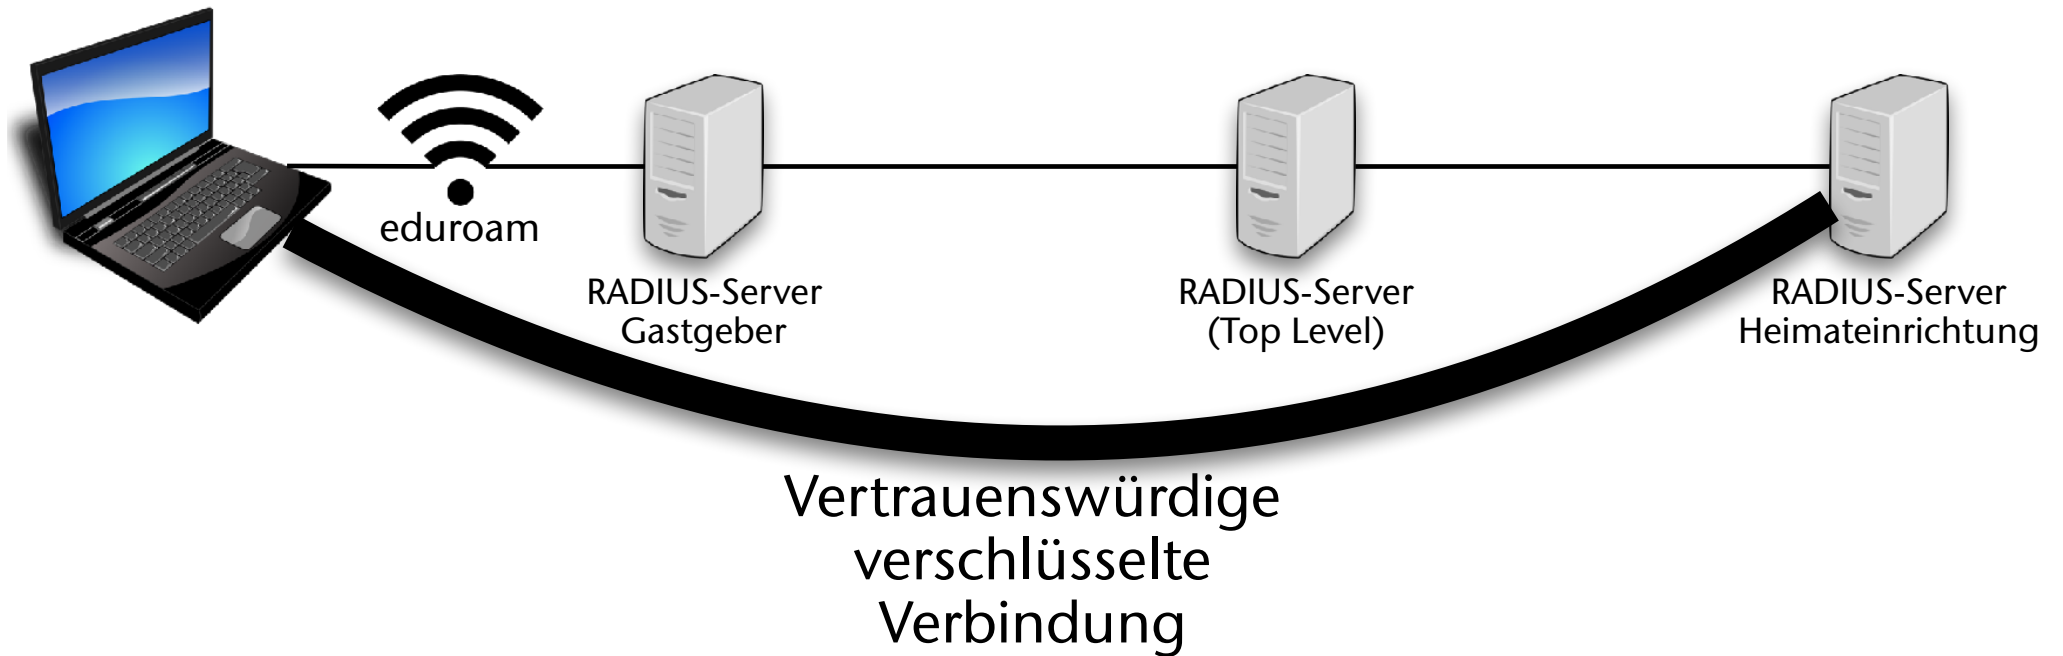 eduroam
RADIUS-Server
Gastgeber
RADIUS-Server
(Top Level)
RADIUS-Server
Heimateinrichtung
Vertrauenswürdige
verschlüsselte
Verbindung